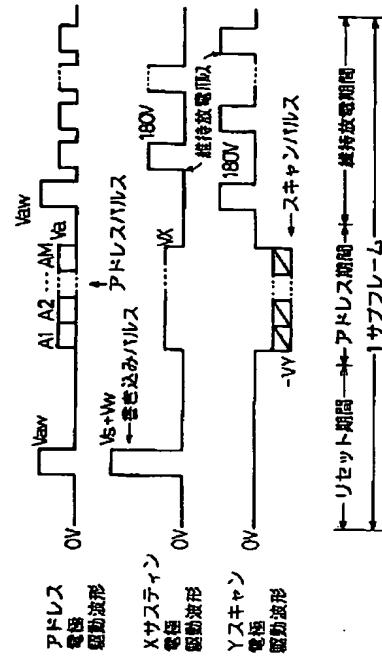 アドレス
電極
駆動波形
0V
Vaw
A1 A2 … AM
Va
アドレスパルス
Vaw
Xサスティン
電極
駆動波形
0V
Vs+Vw
書き込みパルス
VX
180V
維持放電パルス
Yスキャン
電極
駆動波形
0V
-VY
スキャンパルス
180V
リセット期間
アドレス期間
維持放電期間
1サブフレーム